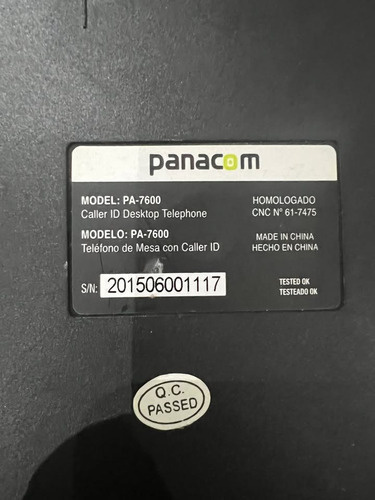 panacom
MODEL: PA-7600
Caller ID Desktop Telephone
HOMOLOGADO
CNC Nº 61-7475
MODELO: PA-7600
Teléfono de Mesa con Caller ID
MADE IN CHINA
HECHO EN CHINA
S/N: 201506001117
TESTED OK
TESTEADO OK
Q.C.
PASSED